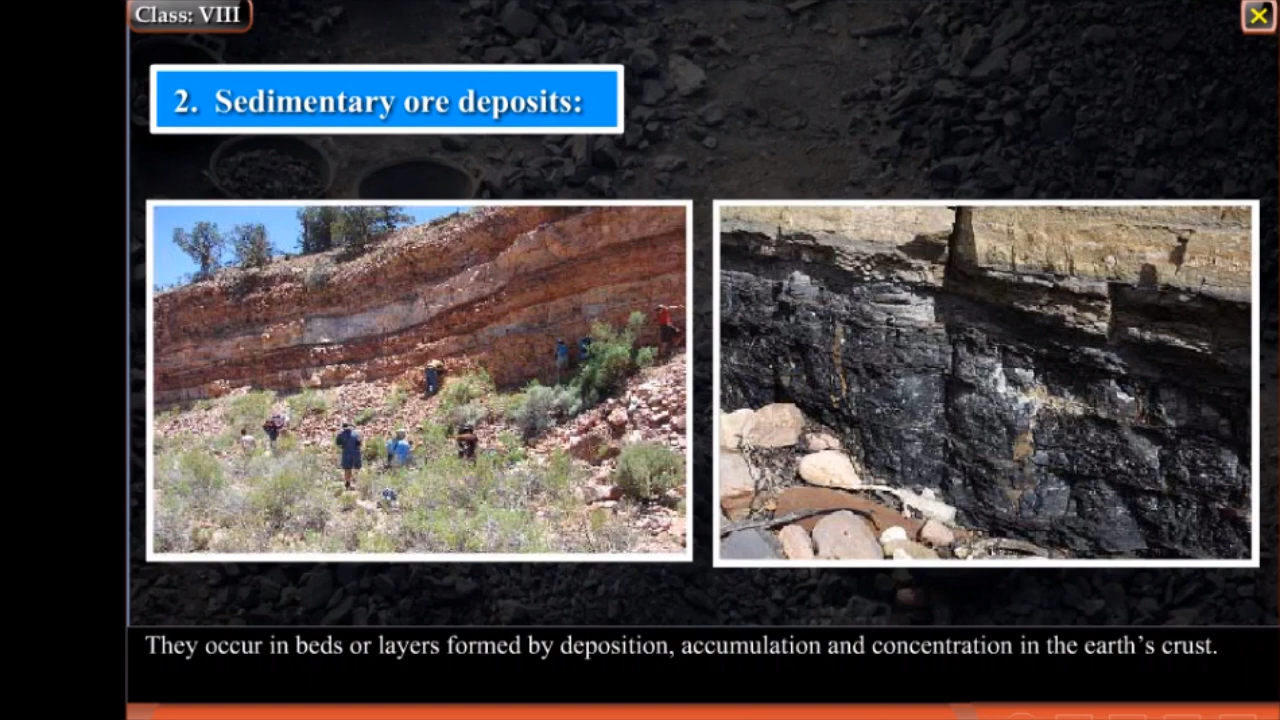 Class: VIII
2. Sedimentary ore deposits:
They occur in beds or layers formed by deposition, accumulation and concentration in the earth's crust.